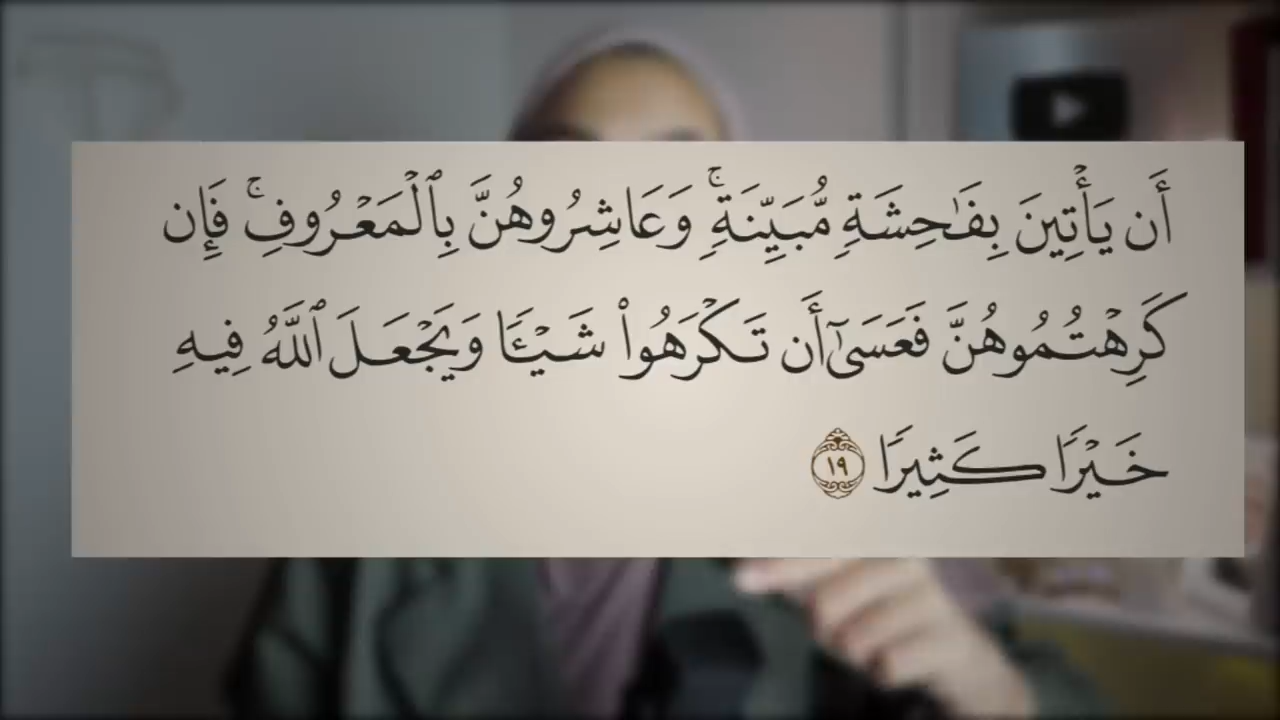 أَن يَأۡتِينَ بِفَٰحِشَةٖ مُّبَيِّنَةٖۚ وَعَاشِرُوهُنَّ بِٱلۡمَعۡرُوفِۚ فَإِن
كَرِهۡتُمُوهُنَّ فَعَسَىٰٓ أَن تَكۡرَهُواْ شَيۡـٔٗا وَيَجۡعَلَ ٱللَّهُ فِيهِ
خَيۡرٗا كَثِيرٗا ١٩